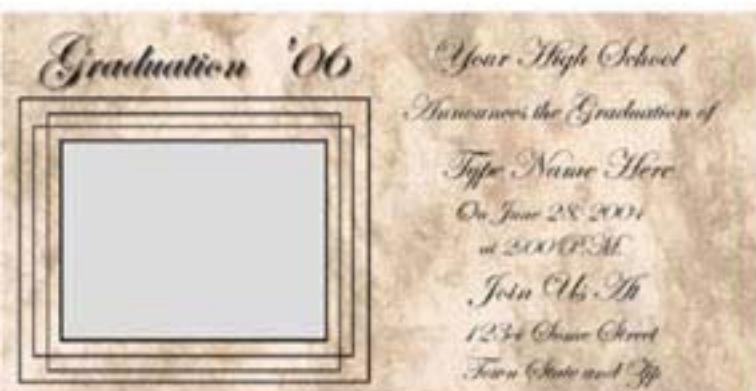 Graduation '06
Your High School
Announces the Graduation of
Type Name Here
On June 28, 2004
at 2:00 P.M.
Join Us At
1234 Some Street
Town State and Zip